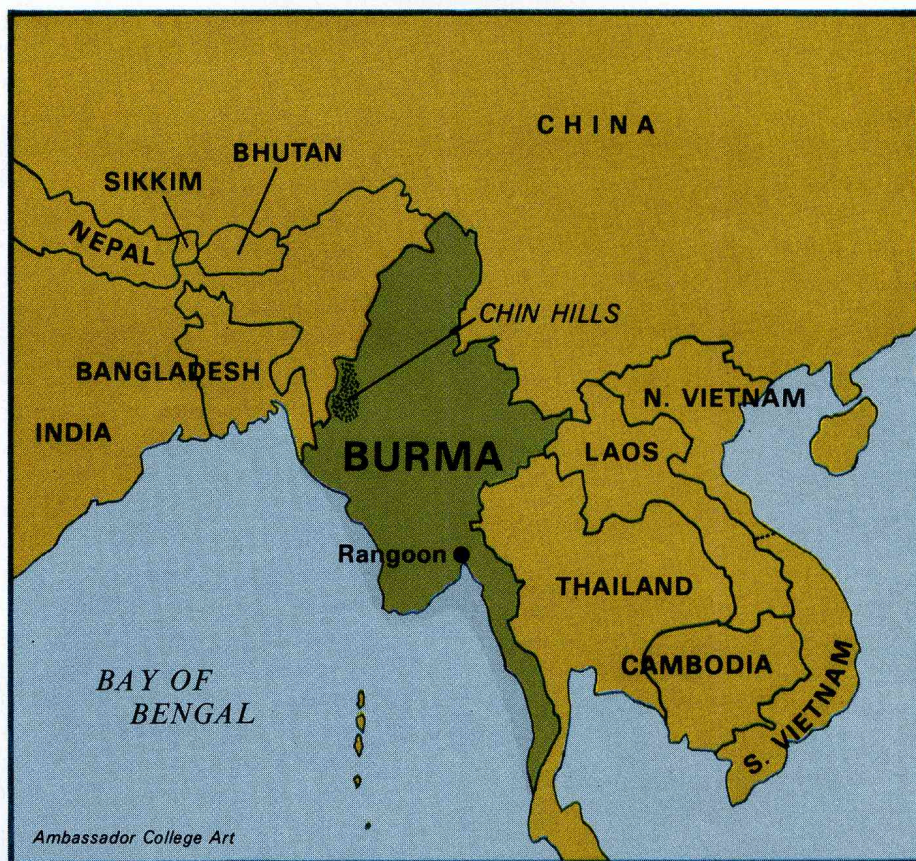 CHINA
BHUTAN
SIKKIM
NEPAL
CHIN HILLS
BANGLADESH
N. VIETNAM
INDIA
BURMA
LAOS
Rangoon
THAILAND
CAMBODIA
S. VIETNAM
BAY OF
BENGAL
Ambassador College Art